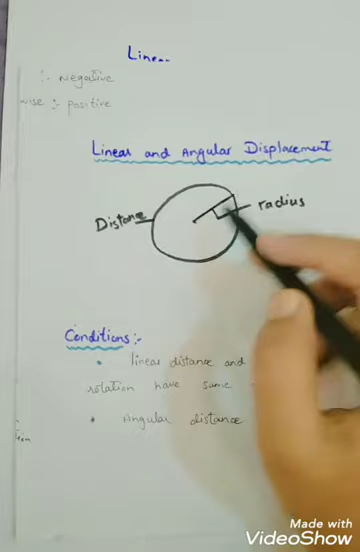 Linea...
:- Negative
wise :- positive
Linear and Angular Displacement
Distane
radius
Conditions :-
• linear distance and
rotation have same
• Angular distance
Made with
VideoShow